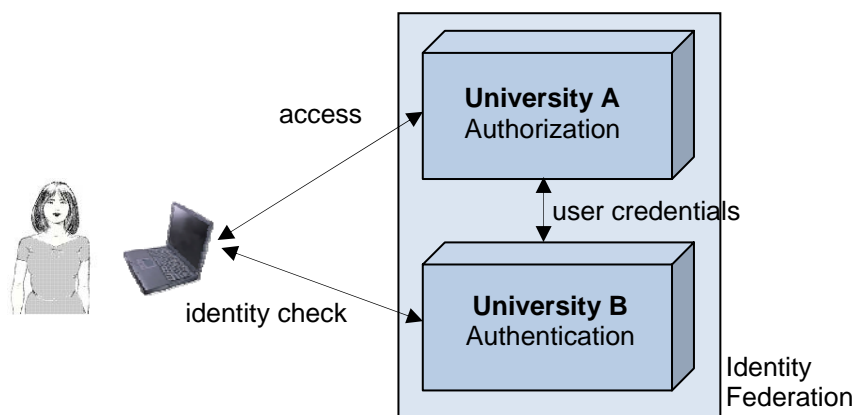 University A
Authorization
access
user credentials
identity check
University B
Authentication
Identity
Federation